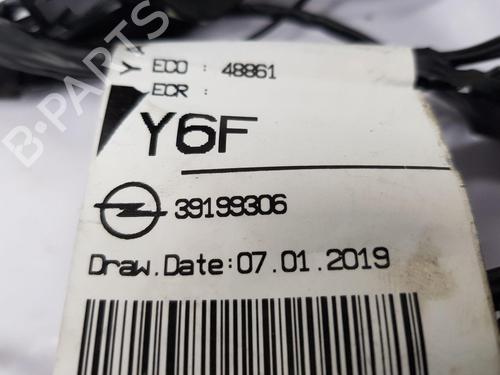 Y ECO : 48861
ECR :
Y6F
39199306
Draw.Date:07.01.2019
B-PARTS